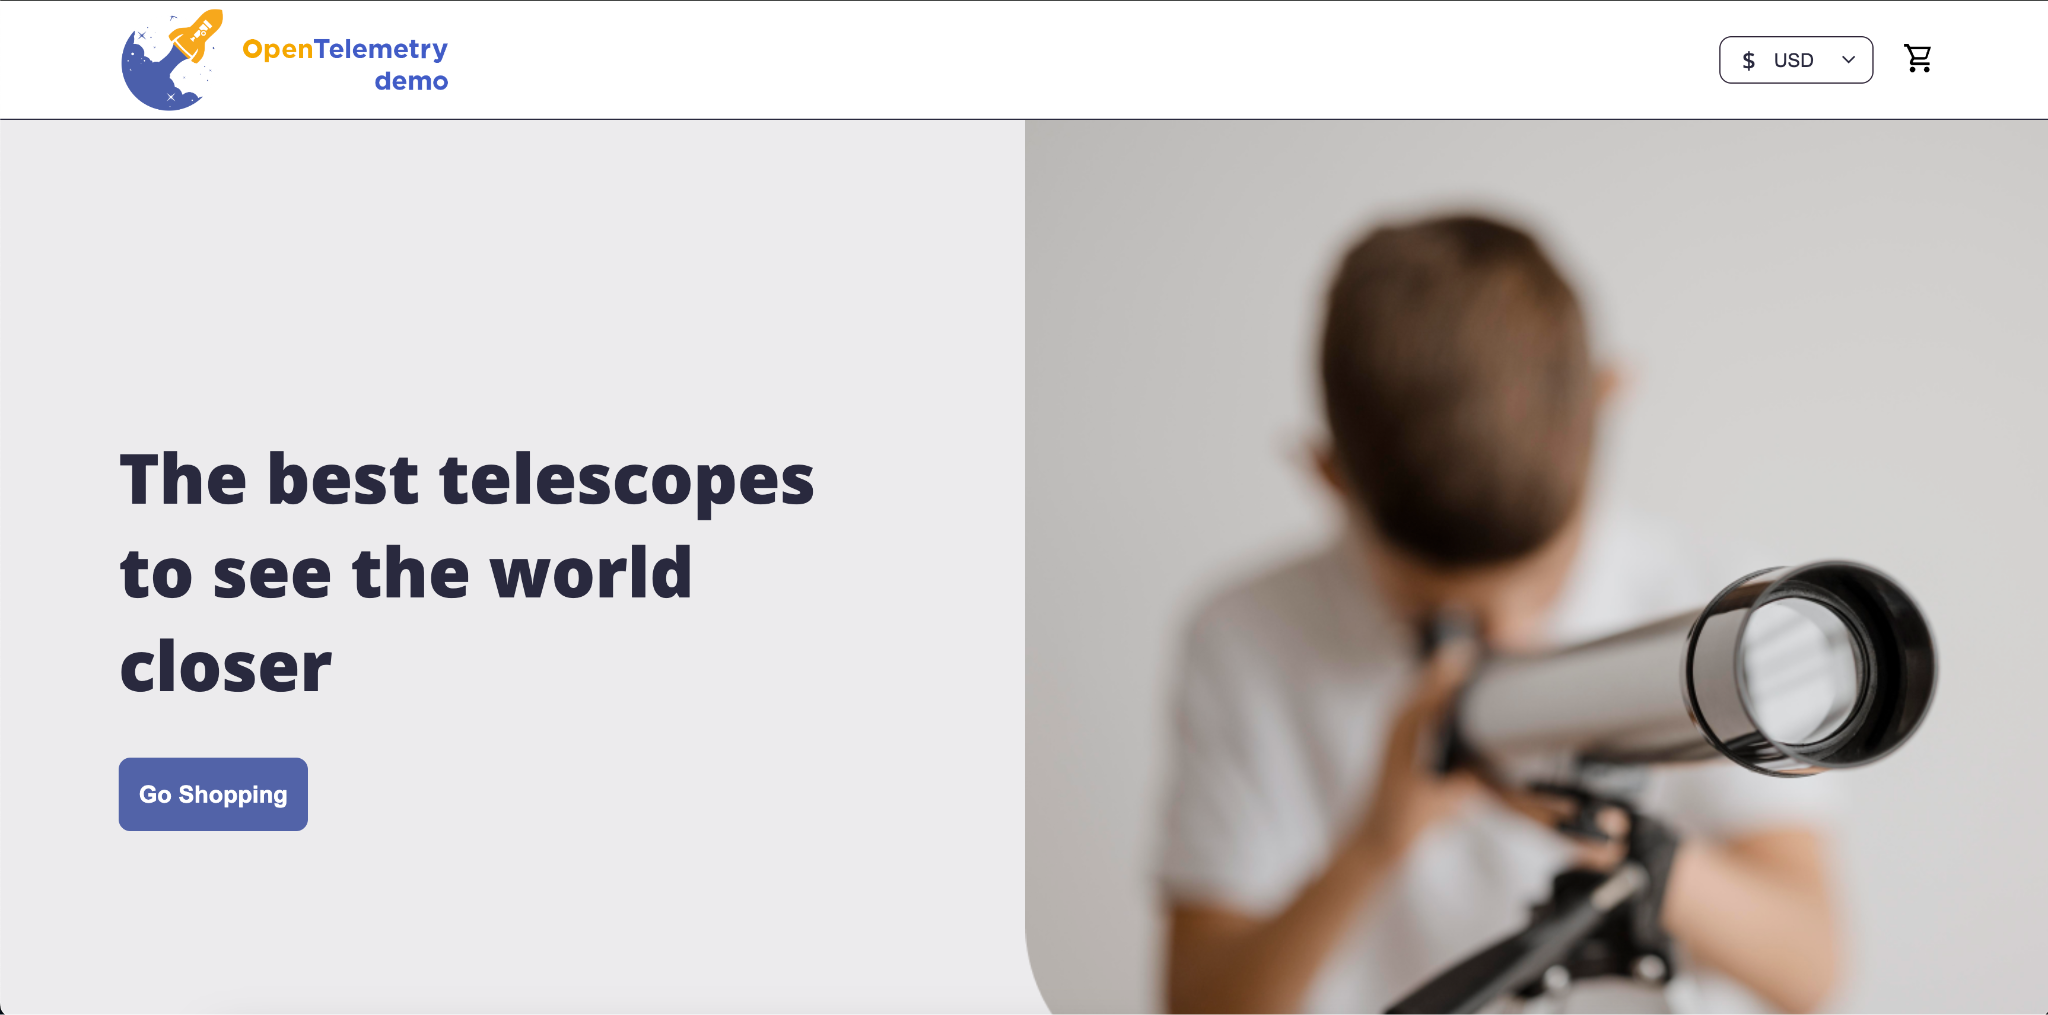 OpenTelemetry
demo
$ USD
The best telescopes
to see the world
closer
Go Shopping